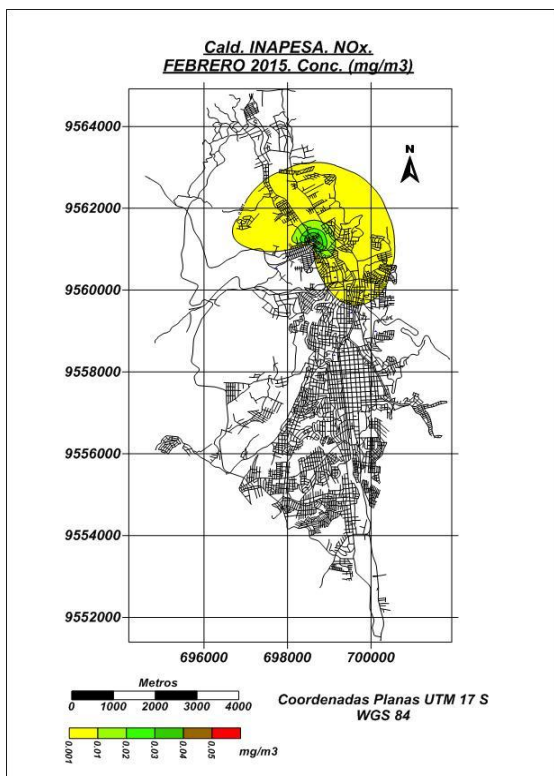 Cald. INAPESA. NOx.
FEBRERO 2015. Conc. (mg/m3)
9564000
N
9562000
9560000
9558000
9556000
9554000
9552000
696000 698000 700000
Metros
0 1000 2000 3000 4000
Coordenadas Planas UTM 17 S
WGS 84
0.001 0.01 0.02 0.03 0.04 0.05
mg/m3